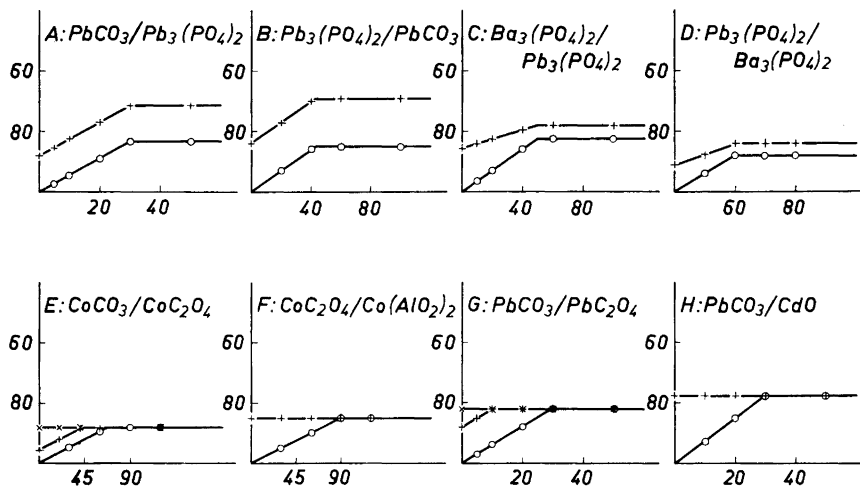 A: PbCO₃/Pb₃(PO₄)₂
60
80
20 40
B: Pb₃(PO₄)₂/PbCO₃
60
80
40 80
C: Ba₃(PO₄)₂/
Pb₃(PO₄)₂
60
80
40 80
D: Pb₃(PO₄)₂/
Ba₃(PO₄)₂
60
80
60 80
E: CoCO₃/CoC₂O₄
60
80
45 90
F: CoC₂O₄/Co(AlO₂)₂
60
80
45 90
G: PbCO₃/PbC₂O₄
60
80
20 40
H: PbCO₃/CdO
60
80
20 40